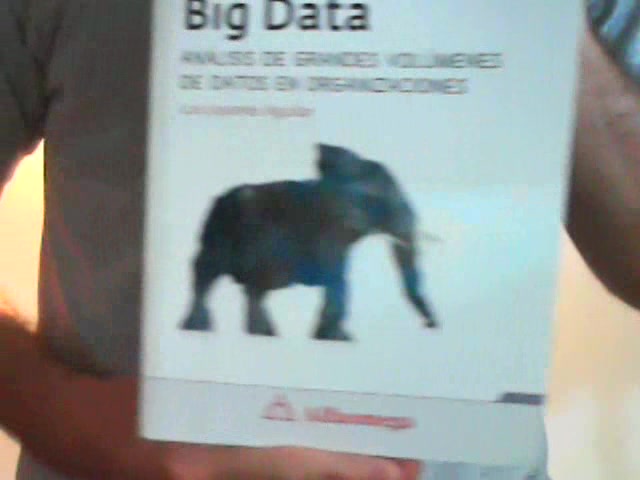 Big Data
ANÁLISIS DE GRANDES VOLÚMENES
DE DATOS EN ORGANIZACIONES